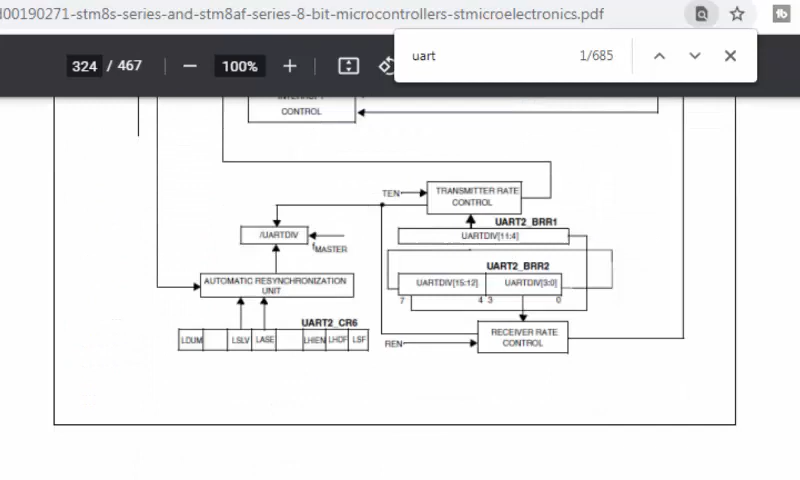 d00190271-stm8s-series-and-stm8af-series-8-bit-microcontrollers-stmicroelectronics.pdf
324 / 467
100%
uart
1/685
CONTROL
TEN
TRANSMITTER RATE
CONTROL
UART2_BRR1
/UARTDIV
UARTDIV[11:4]
fMASTER
UART2_BRR2
AUTOMATIC RESYNCHRONIZATION
UNIT
UARTDIV[15:12]
UARTDIV[3:0]
7
4 3
0
UART2_CR6
LDUM
LSLV
LASE
LHIEN
LHDF
LSF
REN
RECEIVER RATE
CONTROL